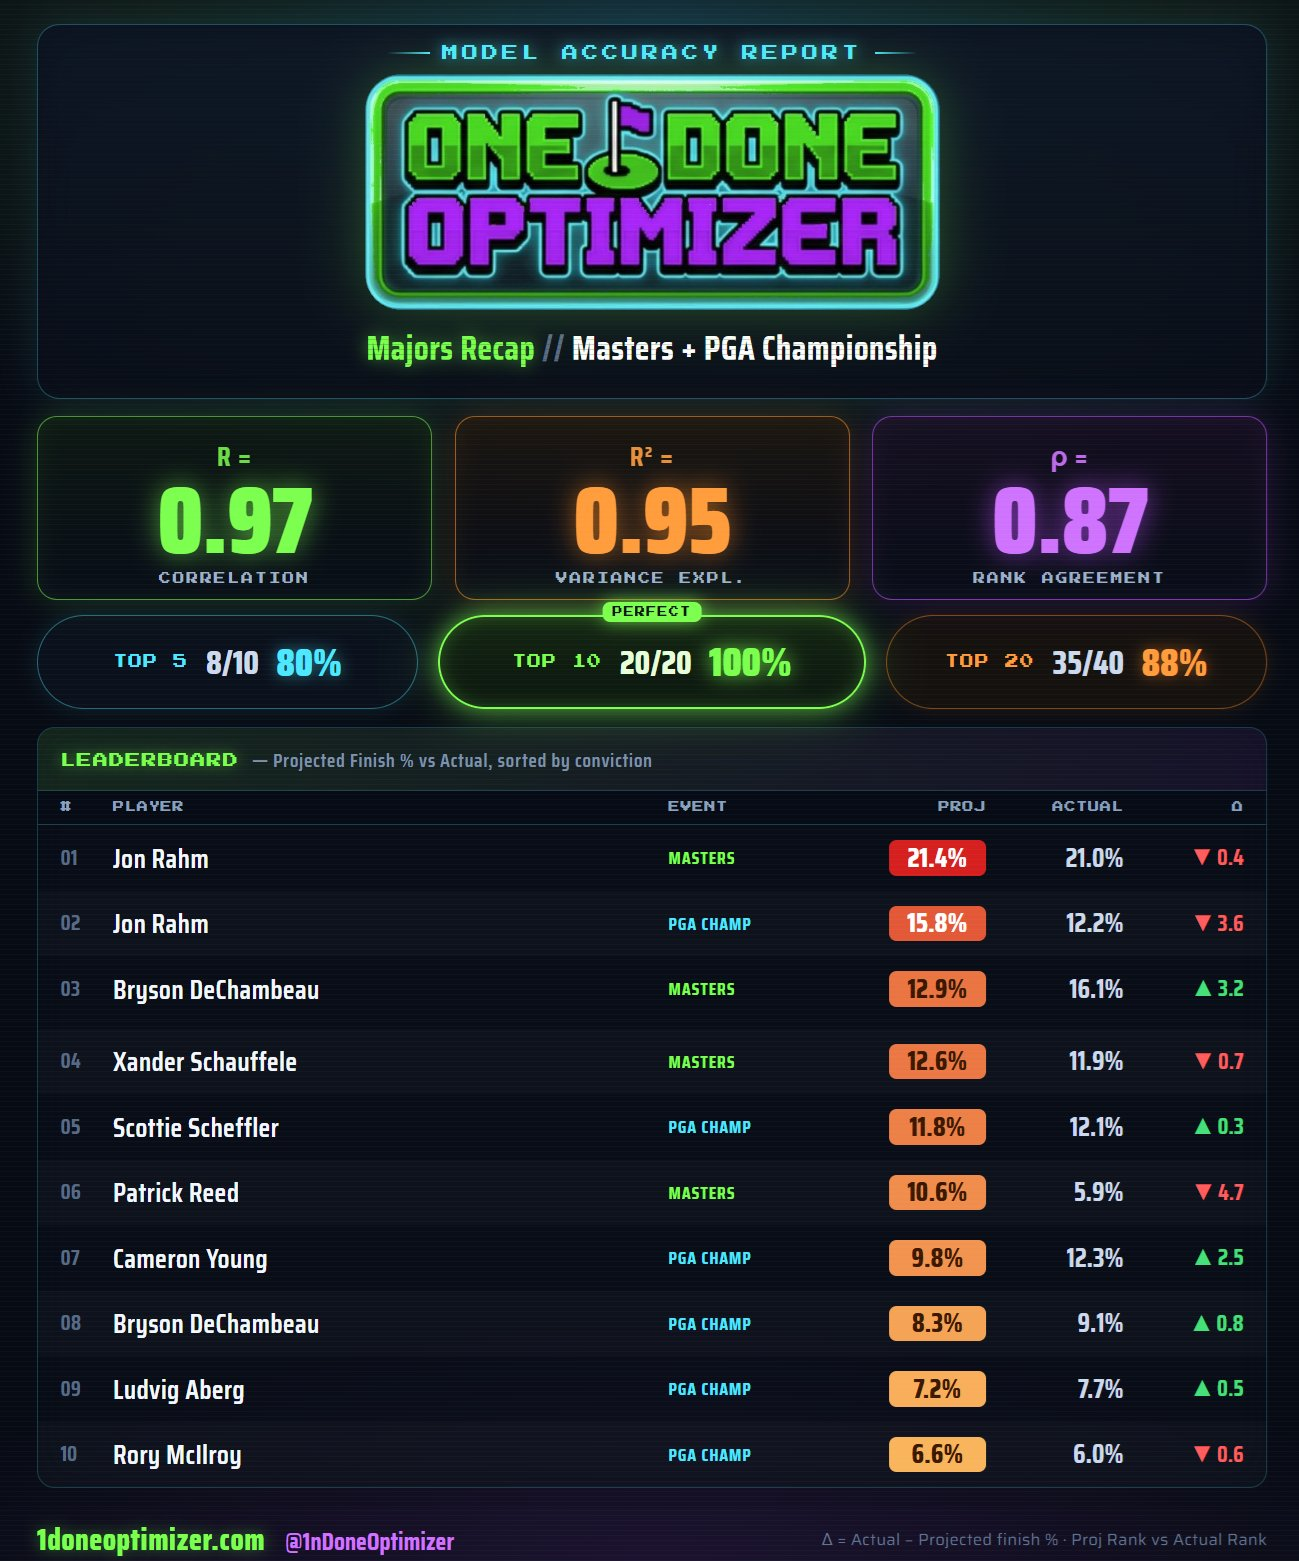 MODEL ACCURACY REPORT
ONE DONE
OPTIMIZER
Majors Recap // Masters + PGA Championship
R = R² = ρ =
0.97 0.95 0.87
CORRELATION VARIANCE EXPL. RANK AGREEMENT
PERFECT
TOP 5 8/10 80% TOP 10 20/20 100% TOP 20 35/40 88%
LEADERBOARD — Projected Finish % vs Actual, sorted by conviction
# PLAYER EVENT PROJ ACTUAL Δ
01 Jon Rahm MASTERS 21.4% 21.0% ▼ 0.4
02 Jon Rahm PGA CHAMP 15.8% 12.2% ▼ 3.6
03 Bryson DeChambeau MASTERS 12.9% 16.1% ▲ 3.2
04 Xander Schauffele MASTERS 12.6% 11.9% ▼ 0.7
05 Scottie Scheffler PGA CHAMP 11.8% 12.1% ▲ 0.3
06 Patrick Reed MASTERS 10.6% 5.9% ▼ 4.7
07 Cameron Young PGA CHAMP 9.8% 12.3% ▲ 2.5
08 Bryson DeChambeau PGA CHAMP 8.3% 9.1% ▲ 0.8
09 Ludvig Aberg PGA CHAMP 7.2% 7.7% ▲ 0.5
10 Rory McIlroy PGA CHAMP 6.6% 6.0% ▼ 0.6
1doneoptimizer.com @1nDoneOptimizer Δ = Actual − Projected finish % · Proj Rank vs Actual Rank